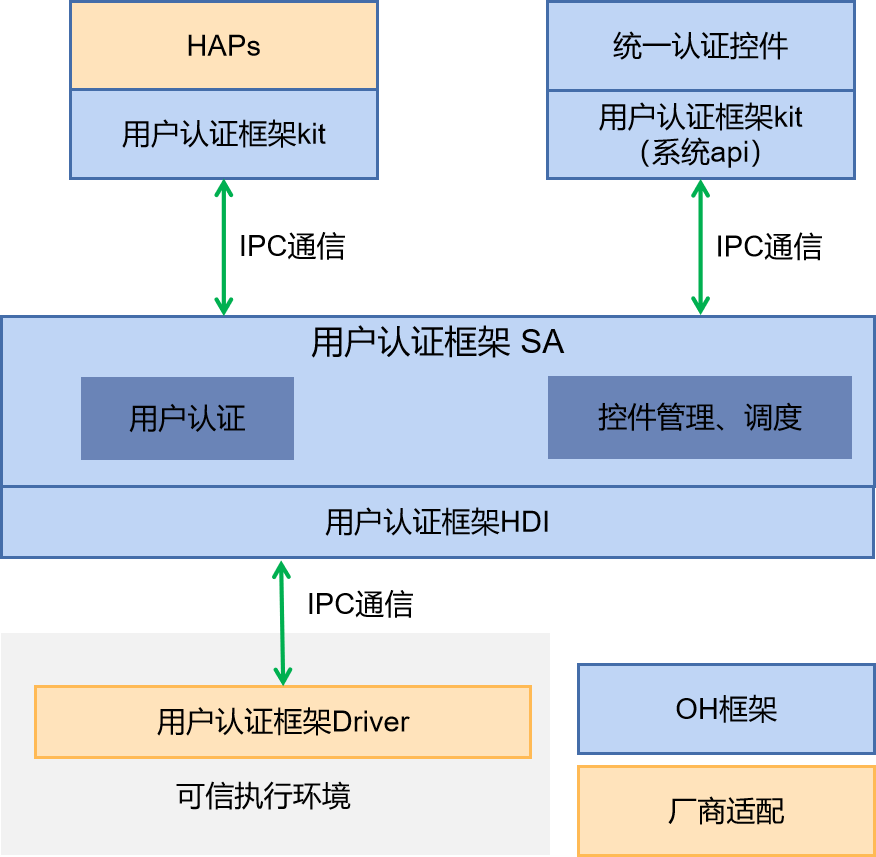 HAPs
用户认证框架kit
统一认证控件
用户认证框架kit
（系统api）
IPC通信
IPC通信
用户认证框架 SA
用户认证
控件管理、调度
用户认证框架HDI
IPC通信
用户认证框架Driver
可信执行环境
OH框架
厂商适配